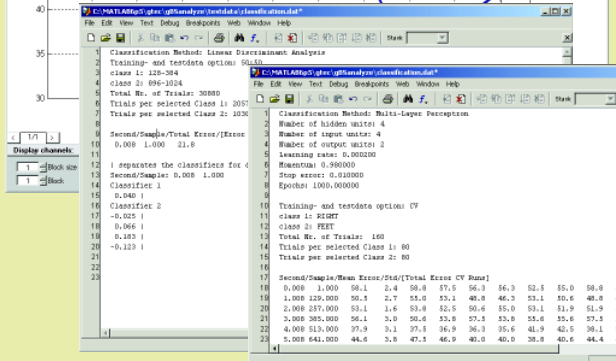 40
35
30
1/1
Display channels:
1 Block size
1 Block
C:\MATLAB6p5\gtec\gBSanalyze\testdata\classification.dat*
File Edit View Text Debug Breakpoints Web Window Help
Stack
1 Classification Method: Linear Discriminant Analysis
2 Training- and testdata option: 50:50
3 class 1: 128-384
4 class 2: 896-1024
5 Total Nr. of Trials: 30880
6 Trials per selected Class 1: 2057
7 Trials per selected Class 2: 1030
8
9 Second/Sample/Total Error/[Error
10 0.008 1.000 21.8
11
12 | separates the classifiers for d
13 Second/Sample: 0.008 1.000
14 Classifier 1
15 0.040 |
16 Classifier 2
17 -0.025 |
18 0.066 |
19 0.183 |
20 -0.123 |
21
22
23
C:\MATLAB6p5\gtec\gBSanalyze\classification.dat*
File Edit View Text Debug Breakpoints Web Window Help
Stack
1 Classification Method: Multi-Layer Perceptron
2 Number of hidden units: 4
3 Number of input units: 4
4 Number of output units: 2
5 Learning rate: 0.000200
6 Momentum: 0.980000
7 Stop error: 0.010000
8 Epochs: 1000.000000
9
10 Training- and testdata option: CV
11 class 1: RIGHT
12 class 2: FEET
13 Total Nr. of Trials: 160
14 Trials per selected Class 1: 80
15 Trials per selected Class 2: 80
16
17 Second/Sample/Mean Error/Std/[Total Error CV Runs]
18 0.008 1.000 58.1 2.4 58.8 57.5 56.3 56.3 52.5 55.0 58.8
19 1.008 129.000 50.5 2.7 55.0 53.1 48.8 46.3 53.1 50.6 48.8
20 2.008 257.000 53.1 1.6 53.8 52.5 50.6 55.0 53.1 51.9 51.9
21 3.008 385.000 56.1 3.0 50.6 53.8 57.5 53.8 55.6 55.6 57.5
22 4.008 513.000 37.9 3.1 37.5 36.9 36.3 35.6 41.9 42.5 38.1
23 5.008 641.000 44.6 3.8 47.5 46.9 40.0 40.0 38.8 40.6 44.4